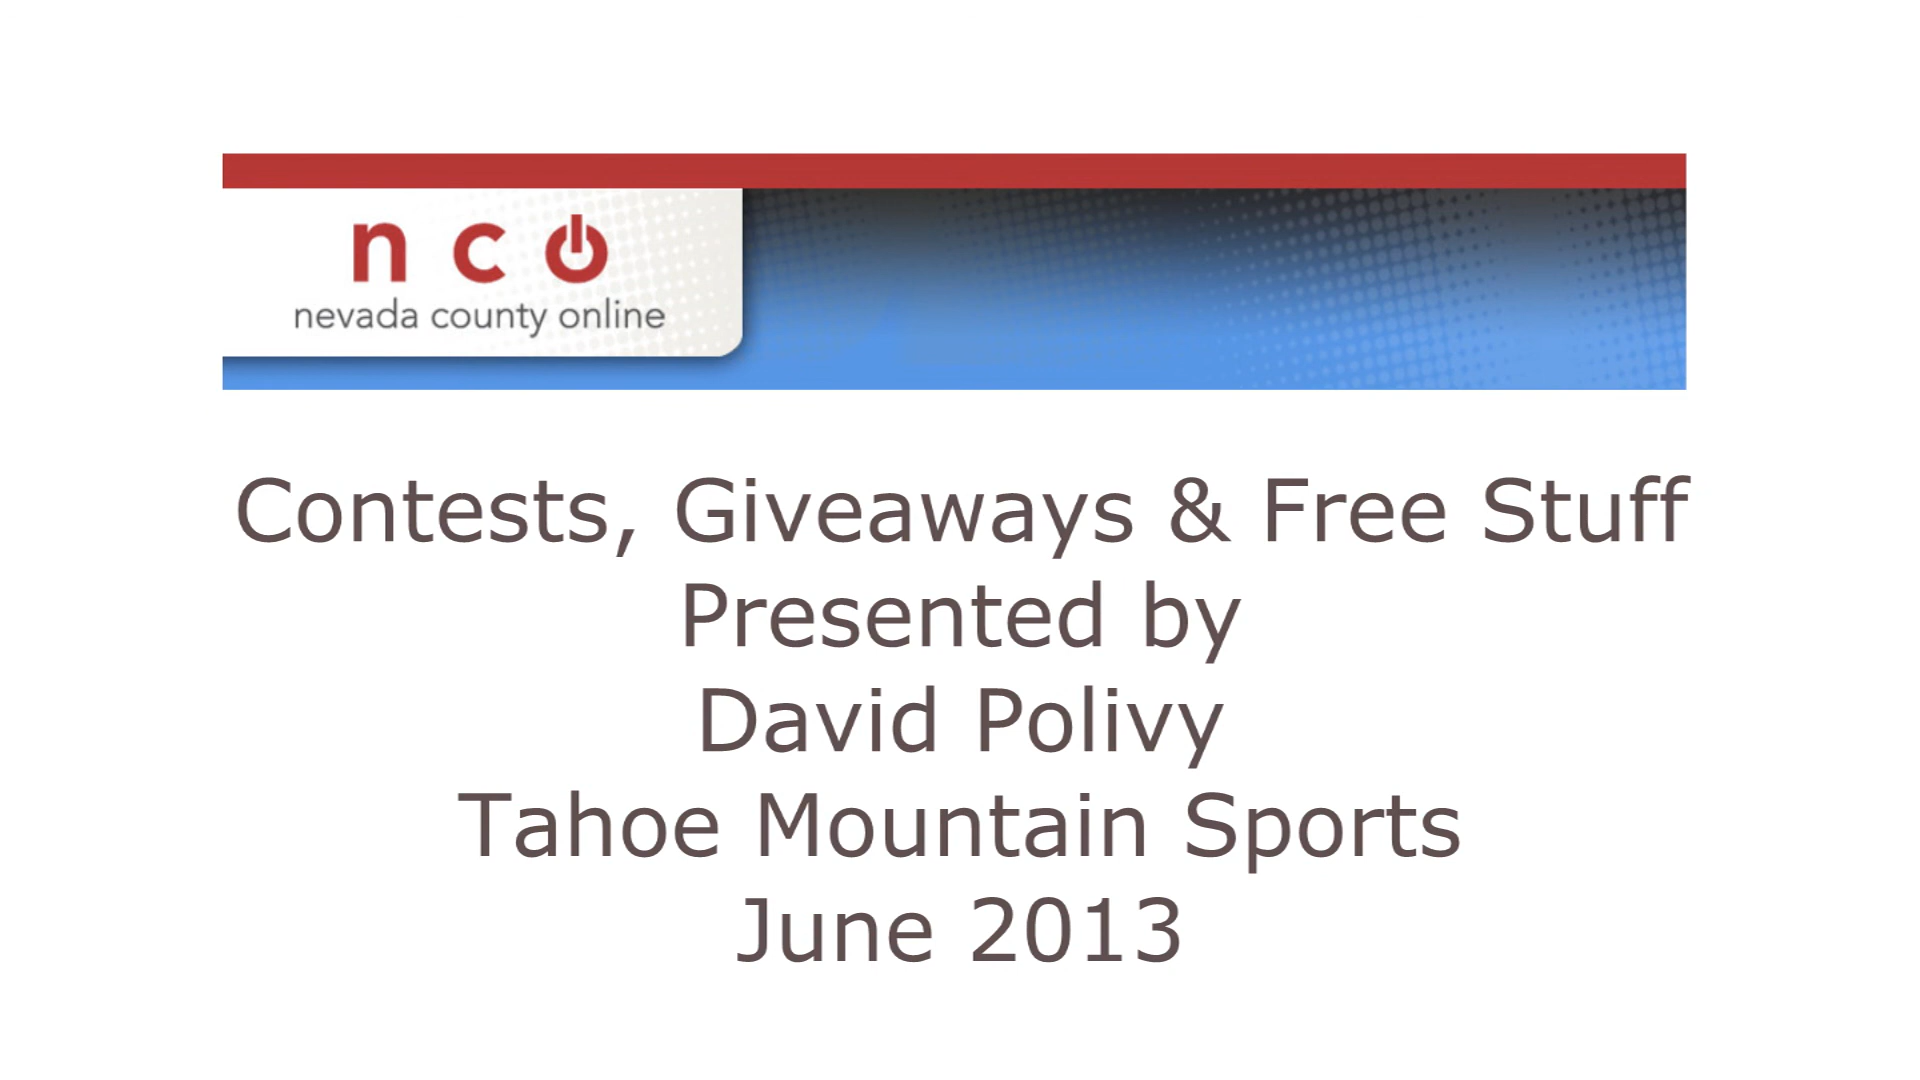 nco
nevada county online
Contests, Giveaways & Free Stuff
Presented by
David Polivy
Tahoe Mountain Sports
June 2013